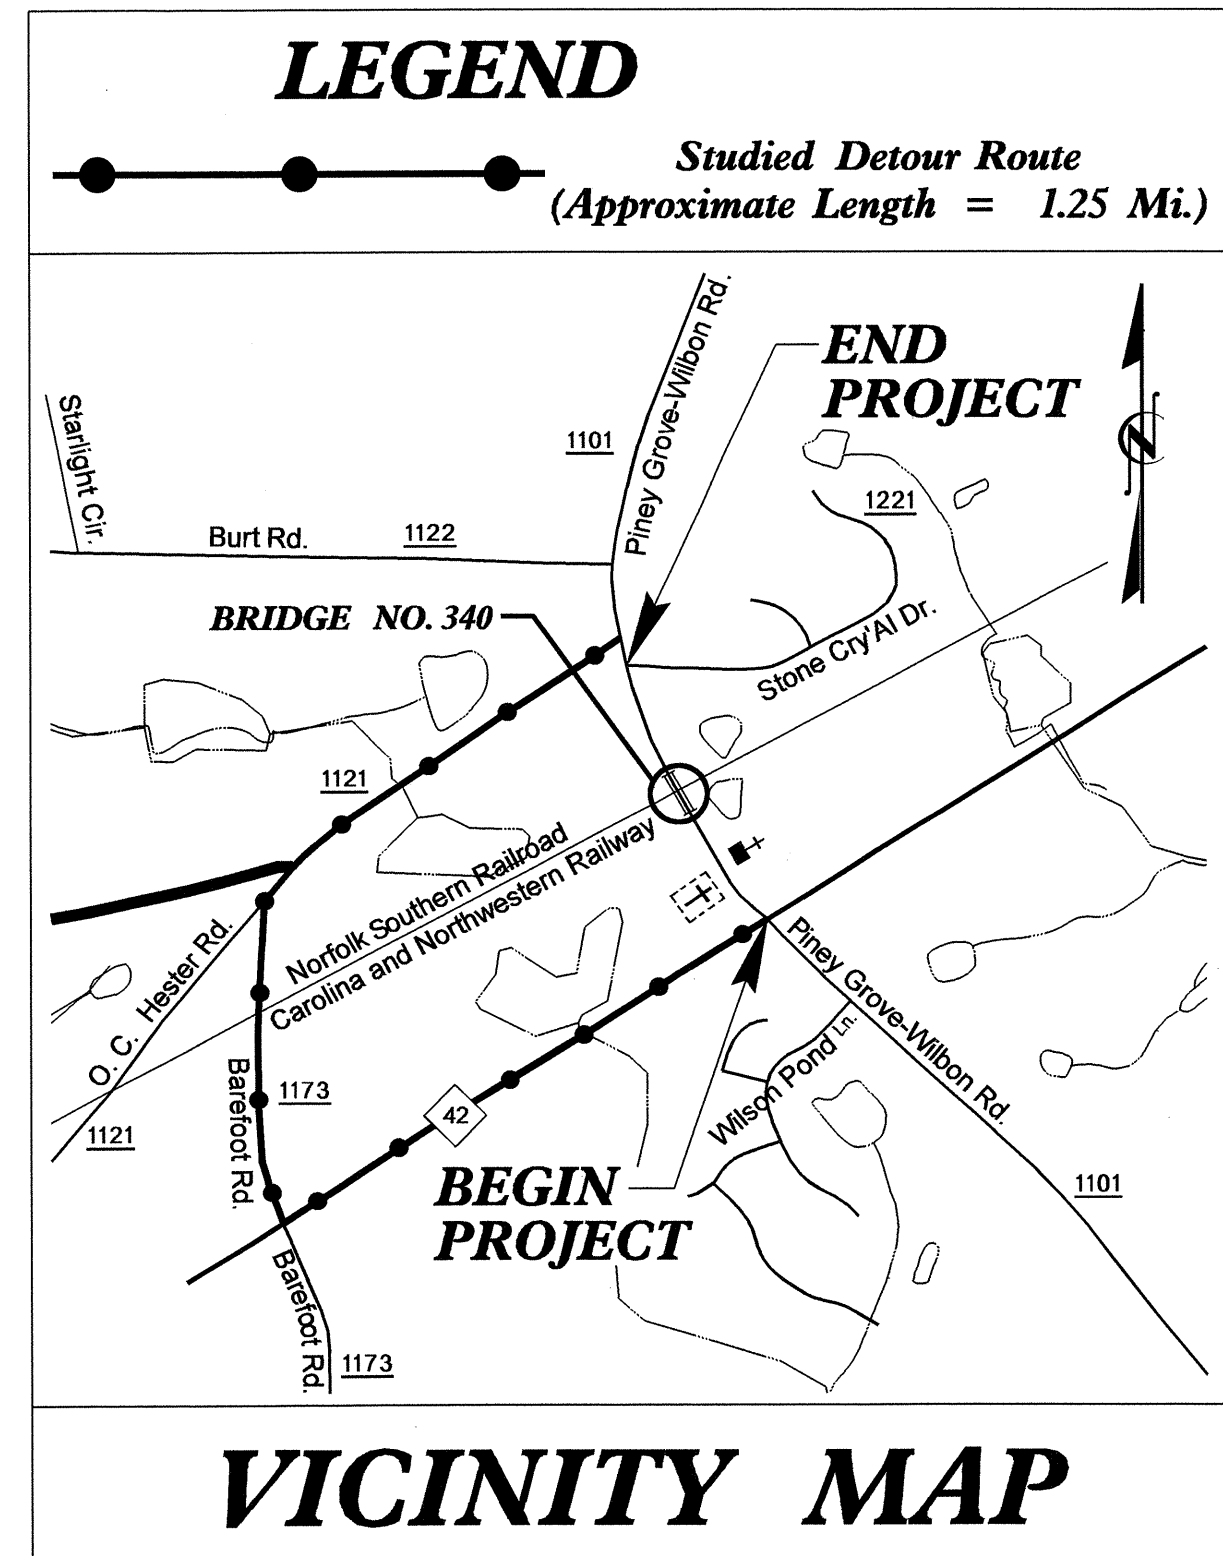 LEGEND
Studied Detour Route
(Approximate Length = 1.25 Mi.)
Piney Grove-Wilbon Rd.
END
PROJECT
1101
Starlight Cir.
Burt Rd.
1122
1221
BRIDGE NO. 340
Stone Cry'Al Dr.
1121
Norfolk Southern Railroad
Carolina and Northwestern Railway
O. C. Hester Rd.
Piney Grove-Wilbon Rd.
Wilson Pond Ln.
Barefoot Rd.
1173
42
1121
BEGIN
PROJECT
1101
Barefoot Rd.
1173
N
VICINITY MAP